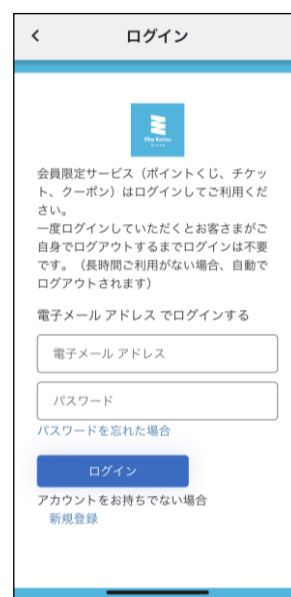 ログイン
Mie Kotsu
Group
会員限定サービス（ポイントくじ、チケッ
ト、クーポン）はログインしてご利用くだ
さい。
一度ログインしていただくとお客さまがご
自身でログアウトするまでログインは不要
です。（長時間ご利用がない場合、自動で
ログアウトされます）
電子メール アドレス でログインする
電子メール アドレス
パスワード
パスワードを忘れた場合
ログイン
アカウントをお持ちでない場合
新規登録